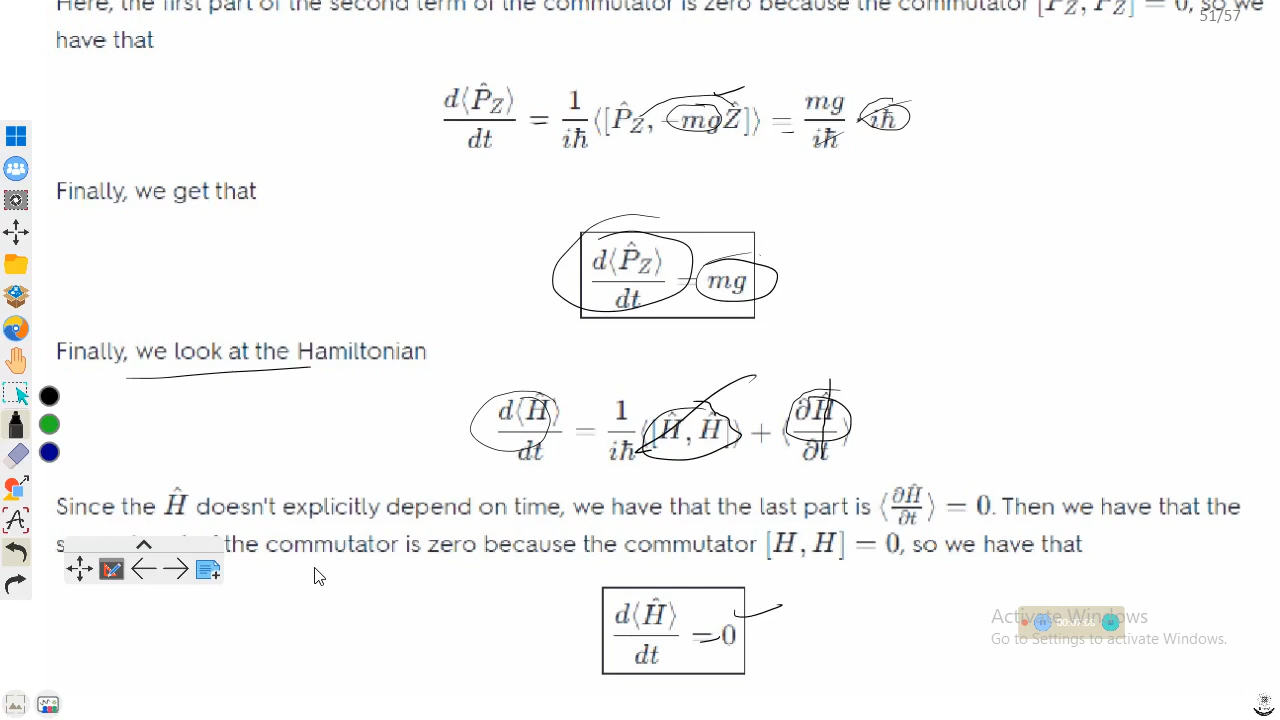 Here, the first part of the second term of the commutator is zero because the commutator [P̂_Z, P̂_Z] = 0, so we
51/57
have that
d⟨P̂_Z⟩/dt = 1/iħ ⟨[P̂_Z, −mgẐ]⟩ = mg/iħ iħ
Finally, we get that
d⟨P̂_Z⟩/dt = mg
Finally, we look at the Hamiltonian
d⟨Ĥ⟩/dt = 1/iħ ⟨[Ĥ, Ĥ]⟩ + ⟨∂Ĥ/∂t⟩
Since the Ĥ doesn't explicitly depend on time, we have that the last part is ⟨∂Ĥ/∂t⟩ = 0. Then we have that the
the commutator is zero because the commutator [H, H] = 0, so we have that
d⟨Ĥ⟩/dt = 0
Activate Windows
Go to Settings to activate Windows.